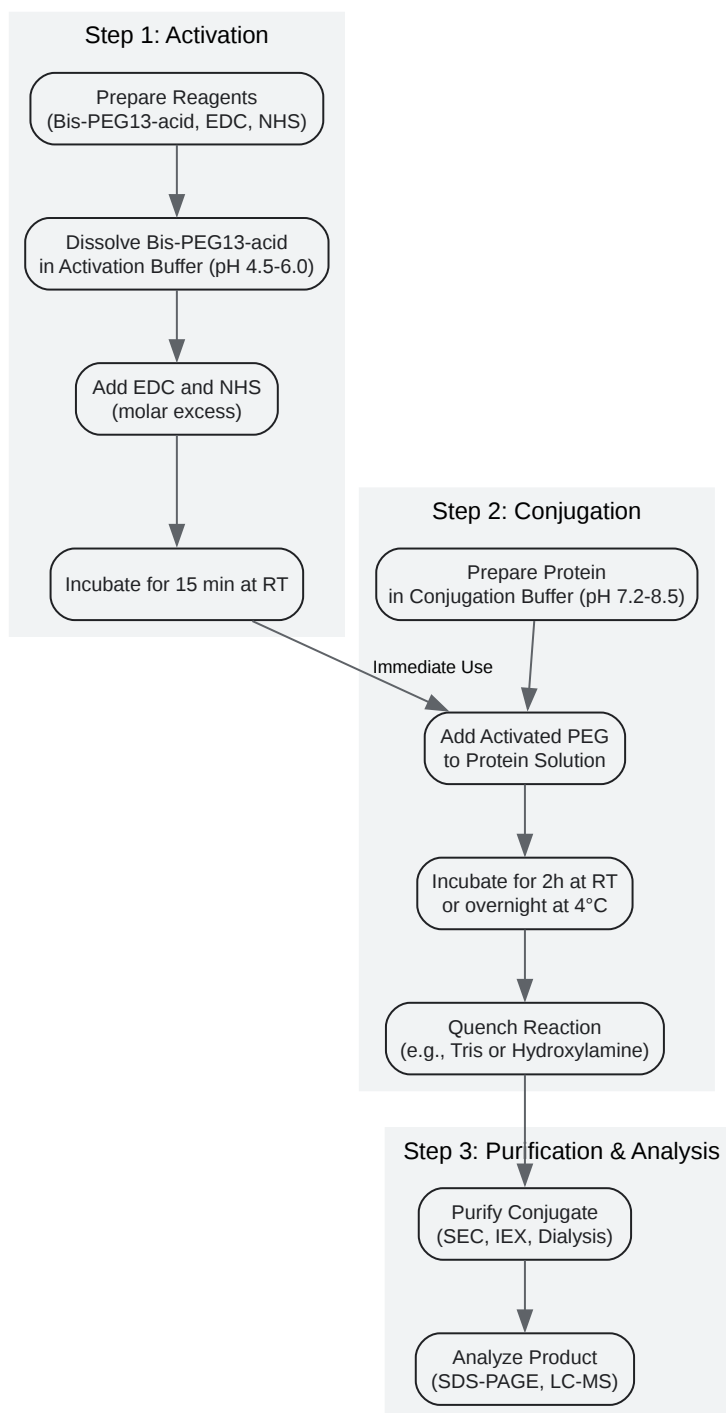 Step 1: Activation
Prepare Reagents
(Bis-PEG13-acid, EDC, NHS)
Dissolve Bis-PEG13-acid
in Activation Buffer (pH 4.5-6.0)
Add EDC and NHS
(molar excess)
Incubate for 15 min at RT
Step 2: Conjugation
Prepare Protein
in Conjugation Buffer (pH 7.2-8.5)
Immediate Use
Add Activated PEG
to Protein Solution
Incubate for 2h at RT
or overnight at 4°C
Quench Reaction
(e.g., Tris or Hydroxylamine)
Step 3: Purification & Analysis
Purify Conjugate
(SEC, IEX, Dialysis)
Analyze Product
(SDS-PAGE, LC-MS)